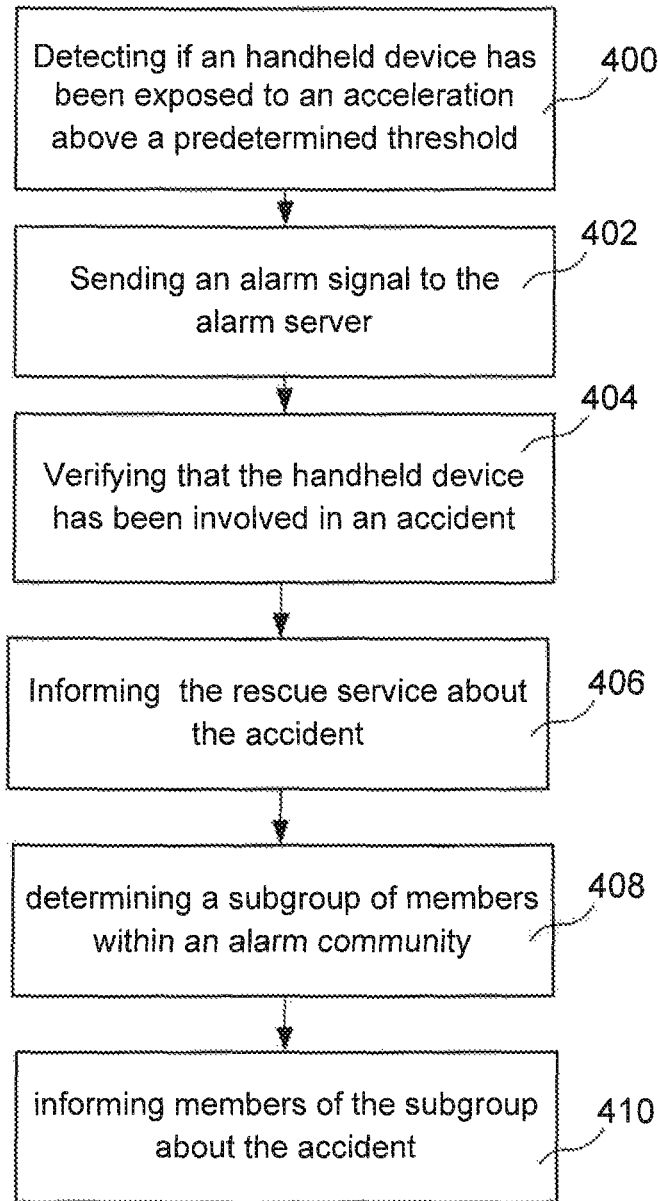 Detecting if an handheld device has
been exposed to an acceleration
above a predetermined threshold
400
Sending an alarm signal to the
alarm server
402
Verifying that the handheld device
has been involved in an accident
404
Informing the rescue service about
the accident
406
determining a subgroup of members
within an alarm community
408
informing members of the subgroup
about the accident
410